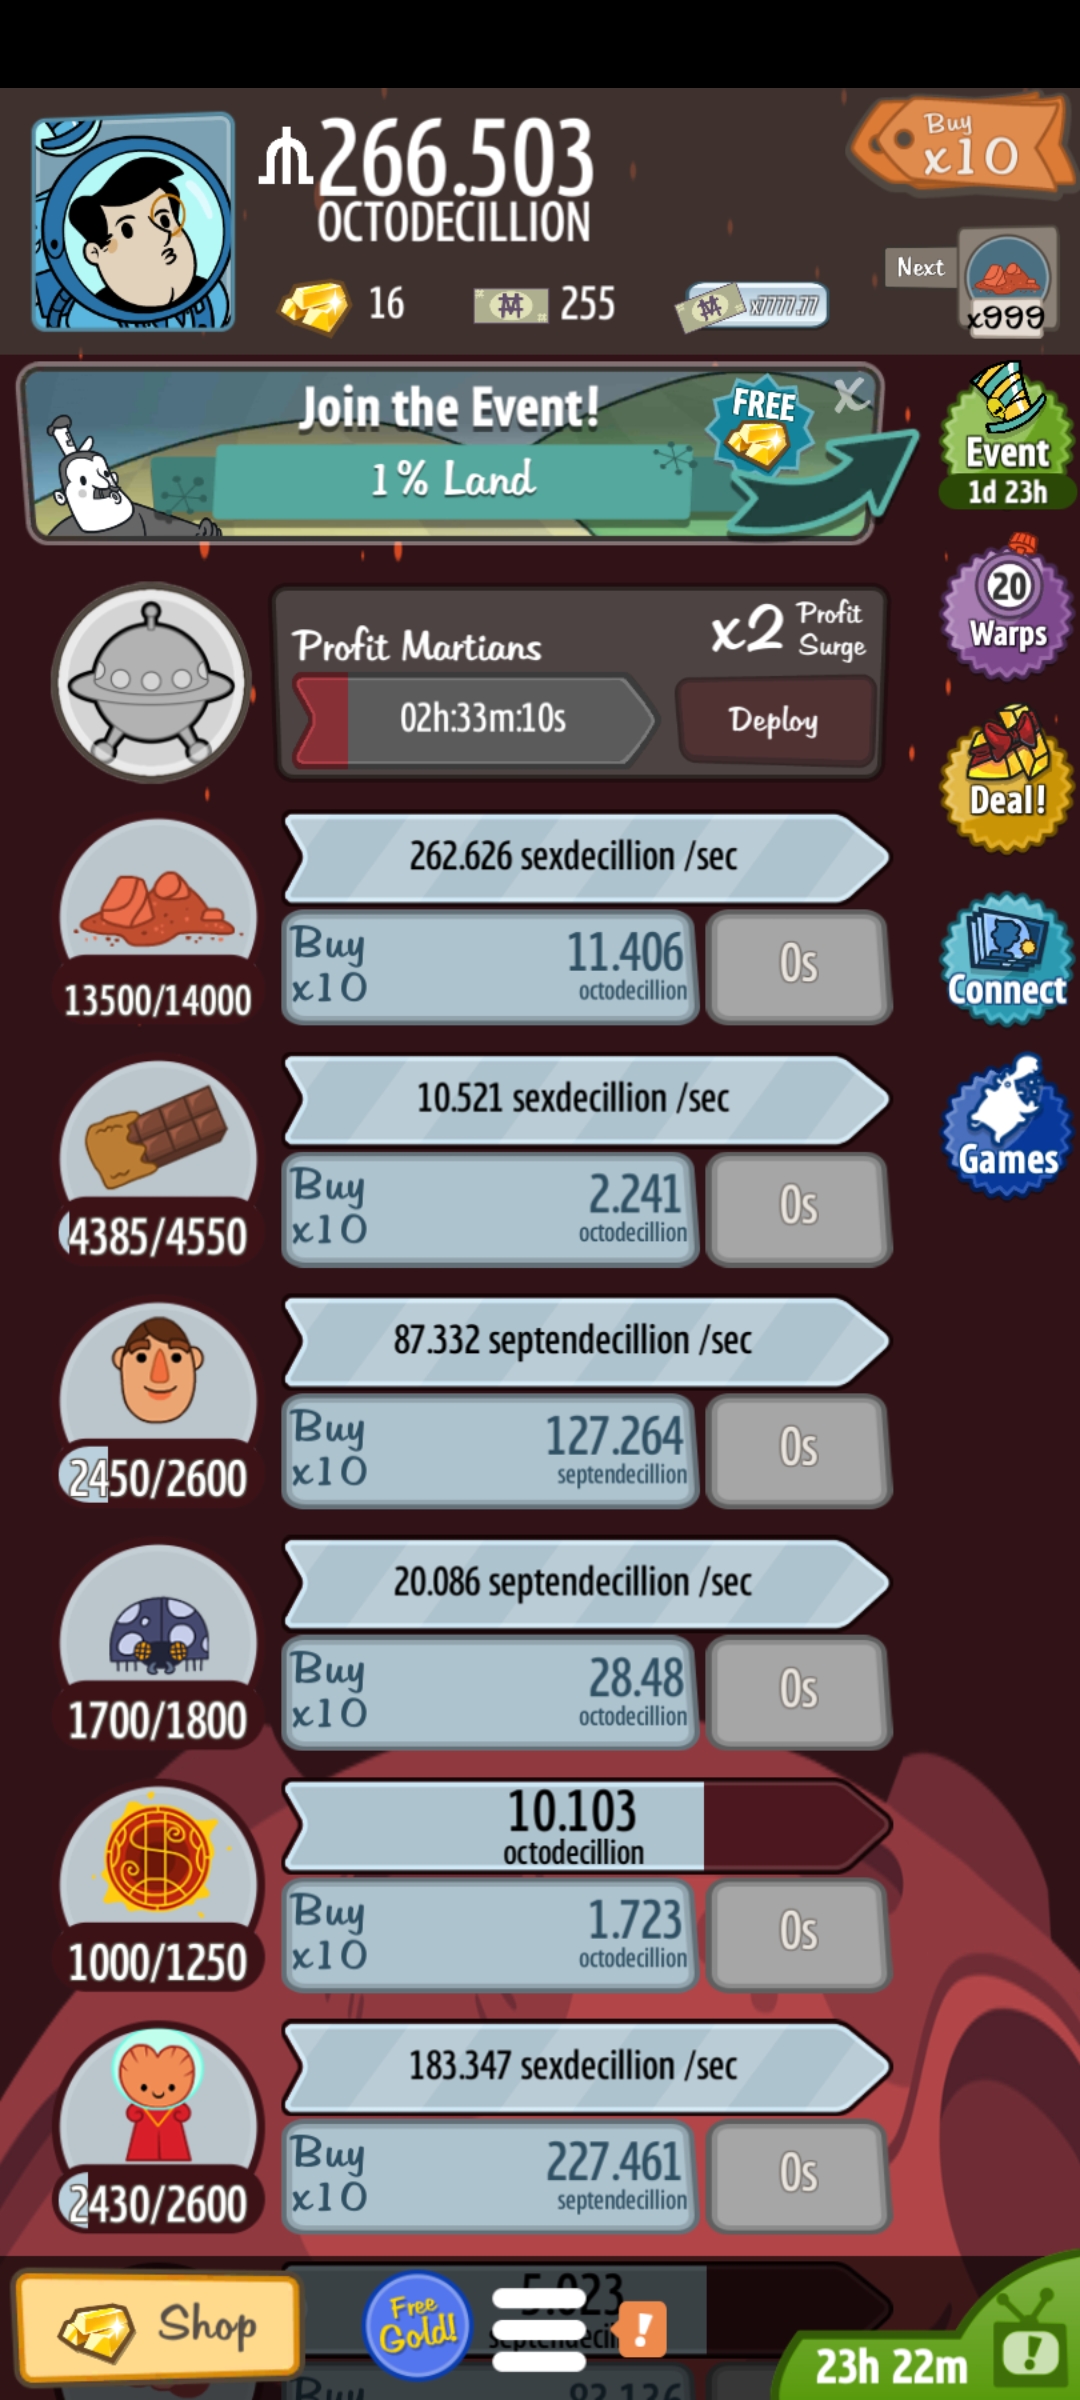 266.503
OCTODECILLION
Buy
x10
16
255
x7777.77
Next
x999
Join the Event!
1% Land
FREE
X
Event
1d 23h
20
Warps
Profit Martians
x2 Profit
Surge
02h:33m:10s
Deploy
Deal!
262.626 sexdecillion /sec
Buy
x10
11.406
octodecillion
0s
13500/14000
Connect
10.521 sexdecillion /sec
Buy
x10
2.241
octodecillion
0s
4385/4550
Games
87.332 septendecillion /sec
Buy
x10
127.264
septendecillion
0s
2450/2600
20.086 septendecillion /sec
Buy
x10
28.48
octodecillion
0s
1700/1800
10.103
octodecillion
Buy
x10
1.723
octodecillion
0s
1000/1250
183.347 sexdecillion /sec
Buy
x10
227.461
septendecillion
0s
2430/2600
Shop
Free
Gold!
!
23h 22m
!
Buy